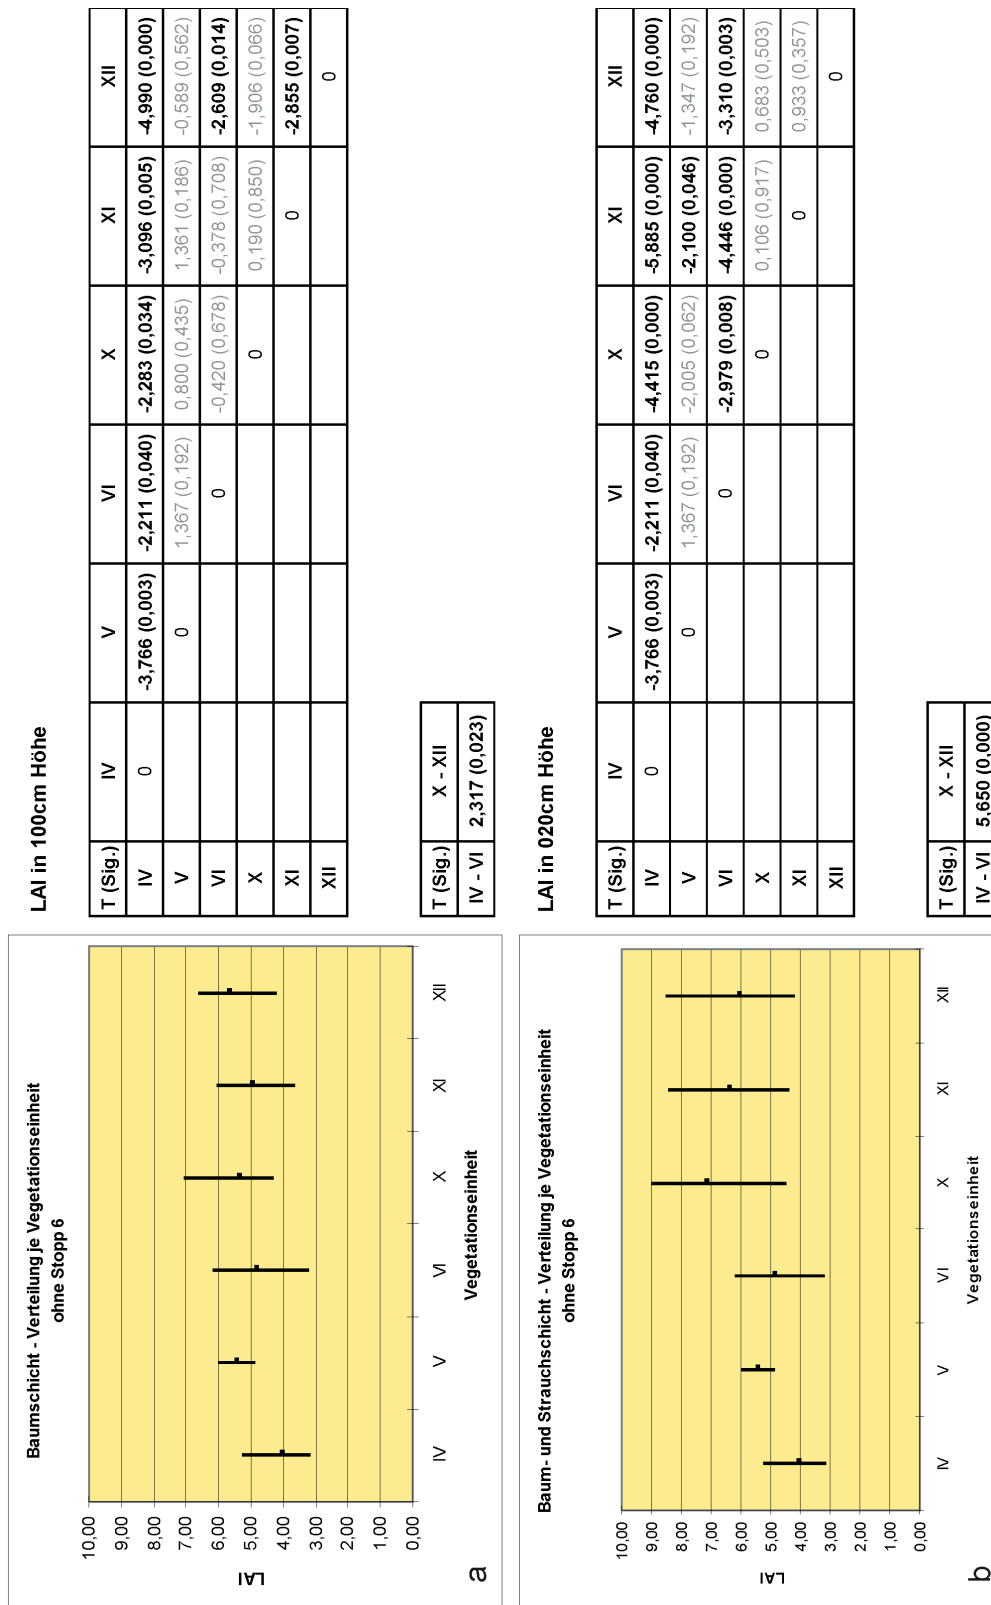 Baumschicht - Verteilung je Vegetationseinheit
ohne Stopp 6
10,00
9,00
8,00
7,00
6,00
5,00
4,00
3,00
2,00
1,00
0,00
LAI
IV V VI X XI XII
Vegetationseinheit
a
LAI in 100cm Höhe
T (Sig.) IV V VI X XI XII
IV 0 -3,766 (0,003) -2,211 (0,040) -2,283 (0,034) -3,096 (0,005) -4,990 (0,000)
V 0 1,367 (0,192) 0,800 (0,435) 1,361 (0,186) -0,589 (0,562)
VI 0 -0,420 (0,678) -0,378 (0,708) -2,609 (0,014)
X 0 0,190 (0,850) -1,906 (0,066)
XI 0 -2,855 (0,007)
XII 0
T (Sig.) X - XII
IV - VI 2,317 (0,023)
Baum- und Strauchschicht - Verteilung je Vegetationseinheit
ohne Stopp 6
10,00
9,00
8,00
7,00
6,00
5,00
4,00
3,00
2,00
1,00
0,00
LAI
IV V VI X XI XII
Vegetationseinheit
b
LAI in 020cm Höhe
T (Sig.) IV V VI X XI XII
IV 0 -3,766 (0,003) -2,211 (0,040) -4,415 (0,000) -5,885 (0,000) -4,760 (0,000)
V 0 1,367 (0,192) -2,005 (0,062) -2,100 (0,046) -1,347 (0,192)
VI 0 -2,979 (0,008) -4,446 (0,000) -3,310 (0,003)
X 0 0,106 (0,917) 0,683 (0,503)
XI 0 0,933 (0,357)
XII 0
T (Sig.) X - XII
IV - VI 5,650 (0,000)